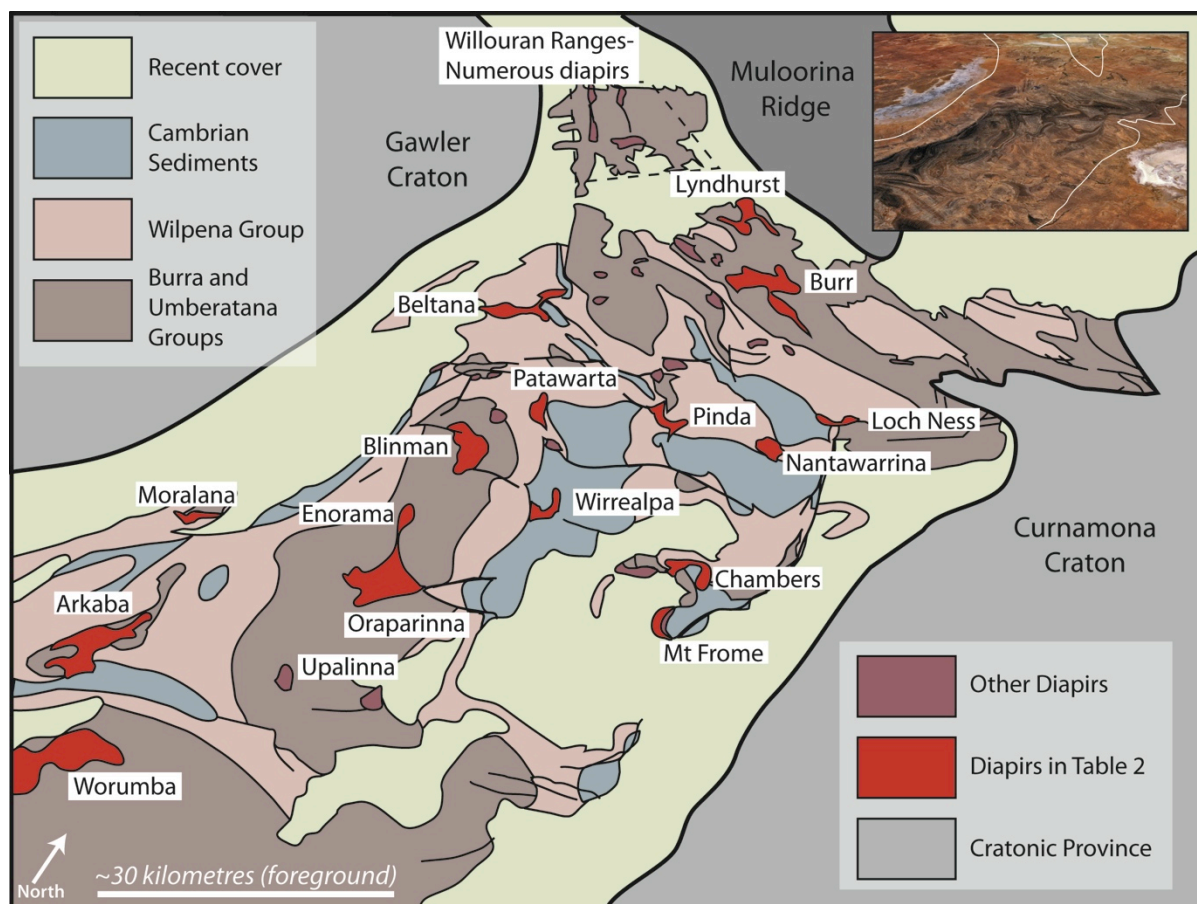 Recent cover
Cambrian
Sediments
Wilpena Group
Burra and
Umberatana
Groups
Willouran Ranges-
Numerous diapirs
Muloorina
Ridge
Gawler
Craton
Lyndhurst
Burr
Beltana
Patawarta
Pinda
Loch Ness
Blinman
Nantawarrina
Moralana
Enorama
Wirrealpa
Curnamona
Craton
Chambers
Arkaba
Oraparinna
Mt Frome
Upalinna
Worumba
Other Diapirs
Diapirs in Table 2
Cratonic Province
North
~30 kilometres (foreground)